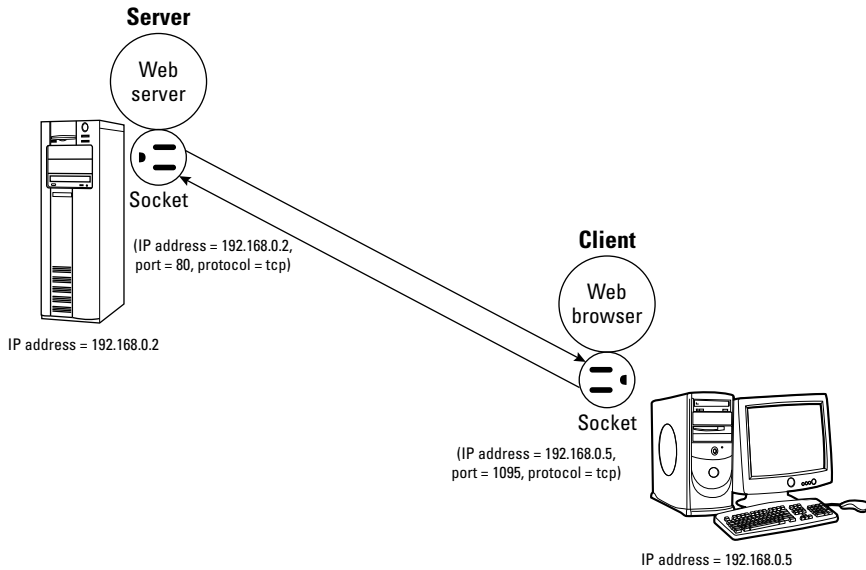 Server
Web
server
Socket
(IP address = 192.168.0.2,
port = 80, protocol = tcp)
IP address = 192.168.0.2
Client
Web
browser
Socket
(IP address = 192.168.0.5,
port = 1095, protocol = tcp)
IP address = 192.168.0.5